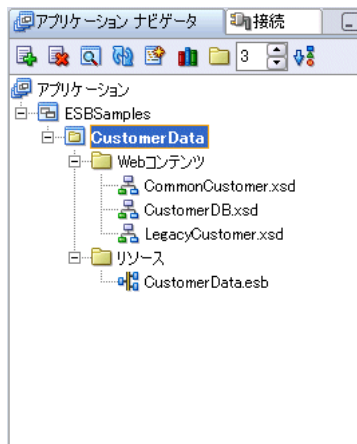 アプリケーション ナビゲータ 接続
3
アプリケーション
ESBSamples
CustomerData
Webコンテンツ
CommonCustomer.xsd
CustomerDB.xsd
LegacyCustomer.xsd
リソース
CustomerData.esb